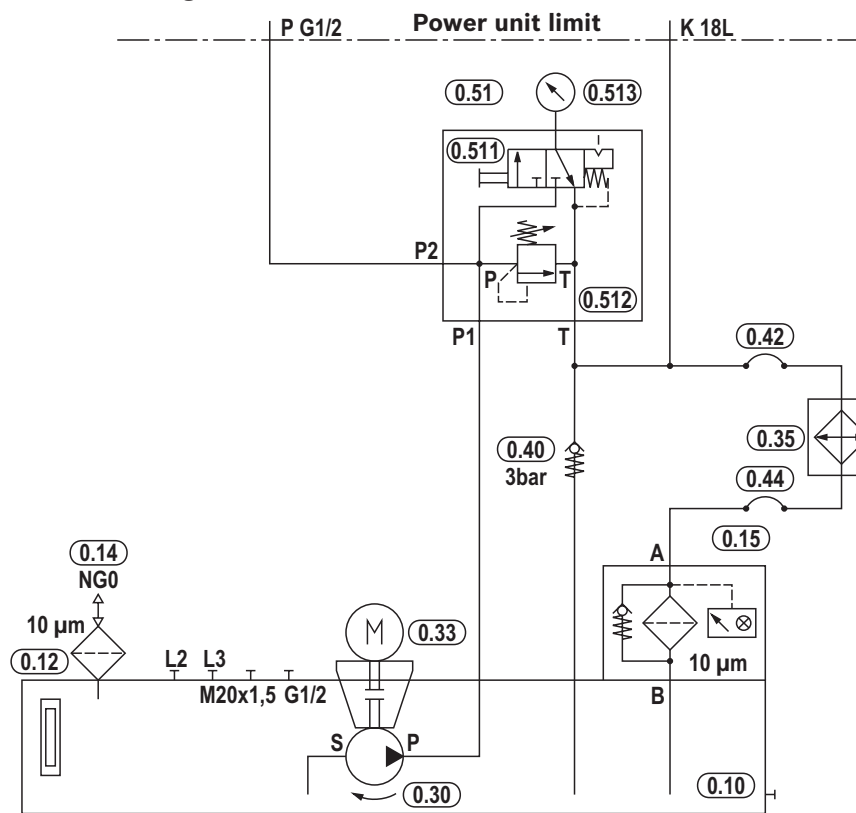 P G1/2
Power unit limit
K 18L
0.51
0.513
0.511
P2
P
T
0.512
P1
T
0.42
0.40
3bar
0.35
0.44
0.15
A
0.14
NG0
10 µm
M
0.33
0.12
L2 L3
10 µm
M20x1,5 G1/2
B
S
P
0.30
0.10